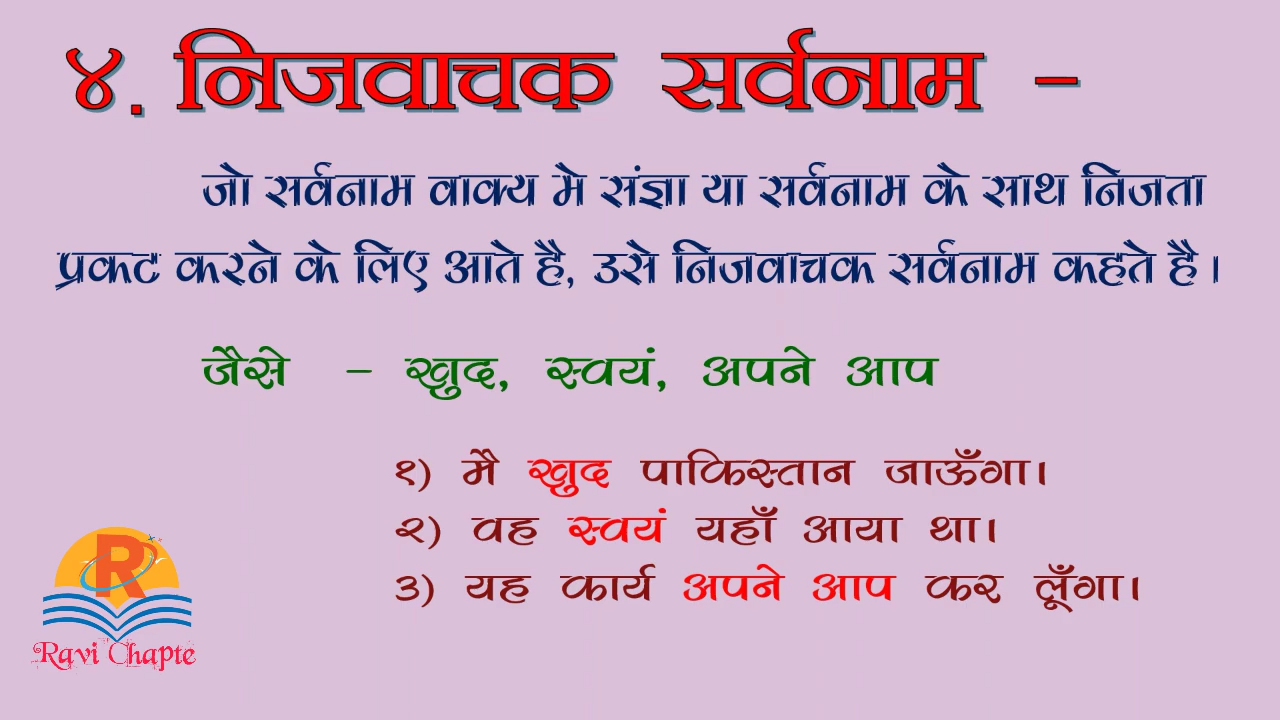 ४. निजवाचक सर्वनाम -
जो सर्वनाम वाक्य मे संज्ञा या सर्वनाम के साथ निजता
प्रकट करने के लिए आते है, उसे निजवाचक सर्वनाम कहते है।
जैसे - खुद, स्वयं, अपने आप
१) मै खुद पाकिस्तान जाऊँगा।
२) वह स्वयं यहाँ आया था।
३) यह कार्य अपने आप कर लूँगा।
R
Ravi Chapte